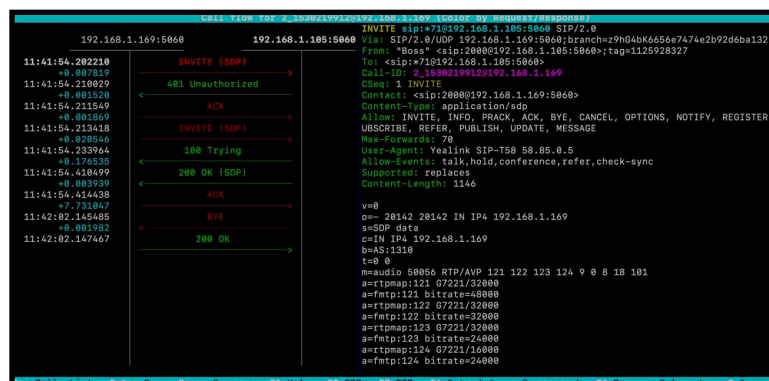 Call flow for 2_1530219912@192.168.1.169 (Color by Request/Response)
192.168.1.169:5060 192.168.1.105:5060
11:41:54.202210 INVITE (SDP)
+0.007819
11:41:54.210029 401 Unauthorized
+0.001520
11:41:54.211549 ACK
+0.001869
11:41:54.213418 INVITE (SDP)
+0.020546
11:41:54.233964 100 Trying
+0.176535
11:41:54.410499 200 OK (SDP)
+0.003939
11:41:54.414438 ACK
+7.731047
11:42:02.145485 BYE
+0.001982
11:42:02.147467 200 OK
INVITE sip:*71@192.168.1.105:5060 SIP/2.0
Via: SIP/2.0/UDP 192.168.1.169:5060;branch=z9hG4bK6656e7474e2b92d6ba132
From: "Boss" <sip:2000@192.168.1.105:5060>;tag=1125928327
To: <sip:*71@192.168.1.105:5060>
Call-ID: 2_1530219912@192.168.1.169
CSeq: 1 INVITE
Contact: <sip:2000@192.168.1.169:5060>
Content-Type: application/sdp
Allow: INVITE, INFO, PRACK, ACK, BYE, CANCEL, OPTIONS, NOTIFY, REGISTER
UBSCRIBE, REFER, PUBLISH, UPDATE, MESSAGE
Max-Forwards: 70
User-Agent: Yealink SIP-T58 58.85.0.5
Allow-Events: talk,hold,conference,refer,check-sync
Supported: replaces
Content-Length: 1146
v=0
o=- 20142 20142 IN IP4 192.168.1.169
s=SDP data
c=IN IP4 192.168.1.169
b=AS:1310
t=0 0
m=audio 50056 RTP/AVP 121 122 123 124 9 0 8 18 101
a=rtpmap:121 G7221/32000
a=fmtp:121 bitrate=48000
a=rtpmap:122 G7221/32000
a=fmtp:122 bitrate=32000
a=rtpmap:123 G7221/32000
a=fmtp:123 bitrate=24000
a=rtpmap:124 G7221/16000
a=fmtp:124 bitrate=24000